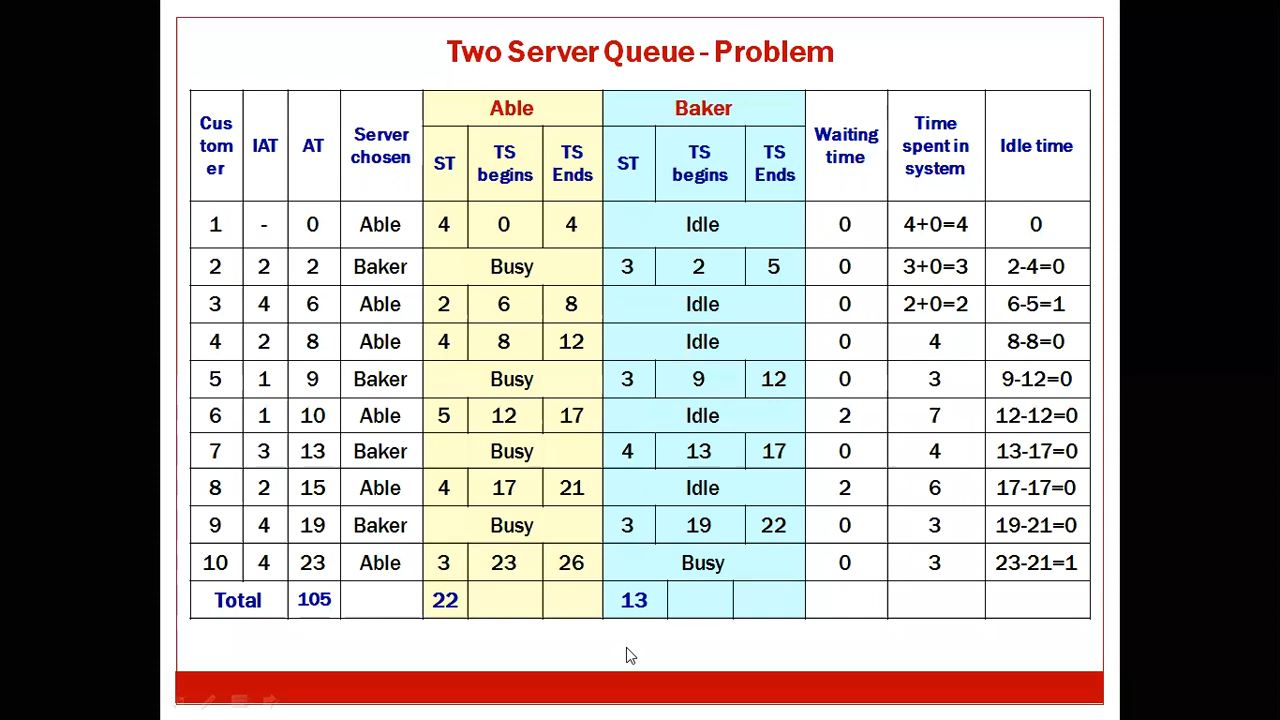 Two Server Queue - Problem
Cus tom er IAT AT Server chosen Able Baker Waiting time Time spent in system Idle time
ST TS begins TS Ends ST TS begins TS Ends
1 - 0 Able 4 0 4 Idle 0 4+0=4 0
2 2 2 Baker Busy 3 2 5 0 3+0=3 2-4=0
3 4 6 Able 2 6 8 Idle 0 2+0=2 6-5=1
4 2 8 Able 4 8 12 Idle 0 4 8-8=0
5 1 9 Baker Busy 3 9 12 0 3 9-12=0
6 1 10 Able 5 12 17 Idle 2 7 12-12=0
7 3 13 Baker Busy 4 13 17 0 4 13-17=0
8 2 15 Able 4 17 21 Idle 2 6 17-17=0
9 4 19 Baker Busy 3 19 22 0 3 19-21=0
10 4 23 Able 3 23 26 Busy 0 3 23-21=1
Total 105 22 13